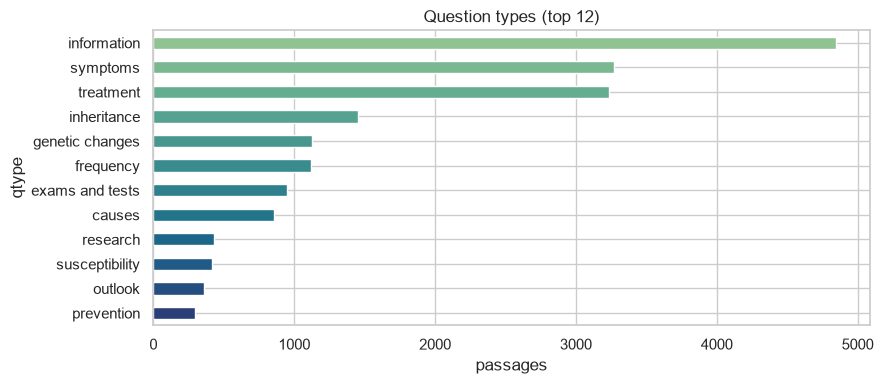 Question types (top 12)
qtype
information
symptoms
treatment
inheritance
genetic changes
frequency
exams and tests
causes
research
susceptibility
outlook
prevention
0 1000 2000 3000 4000 5000
passages